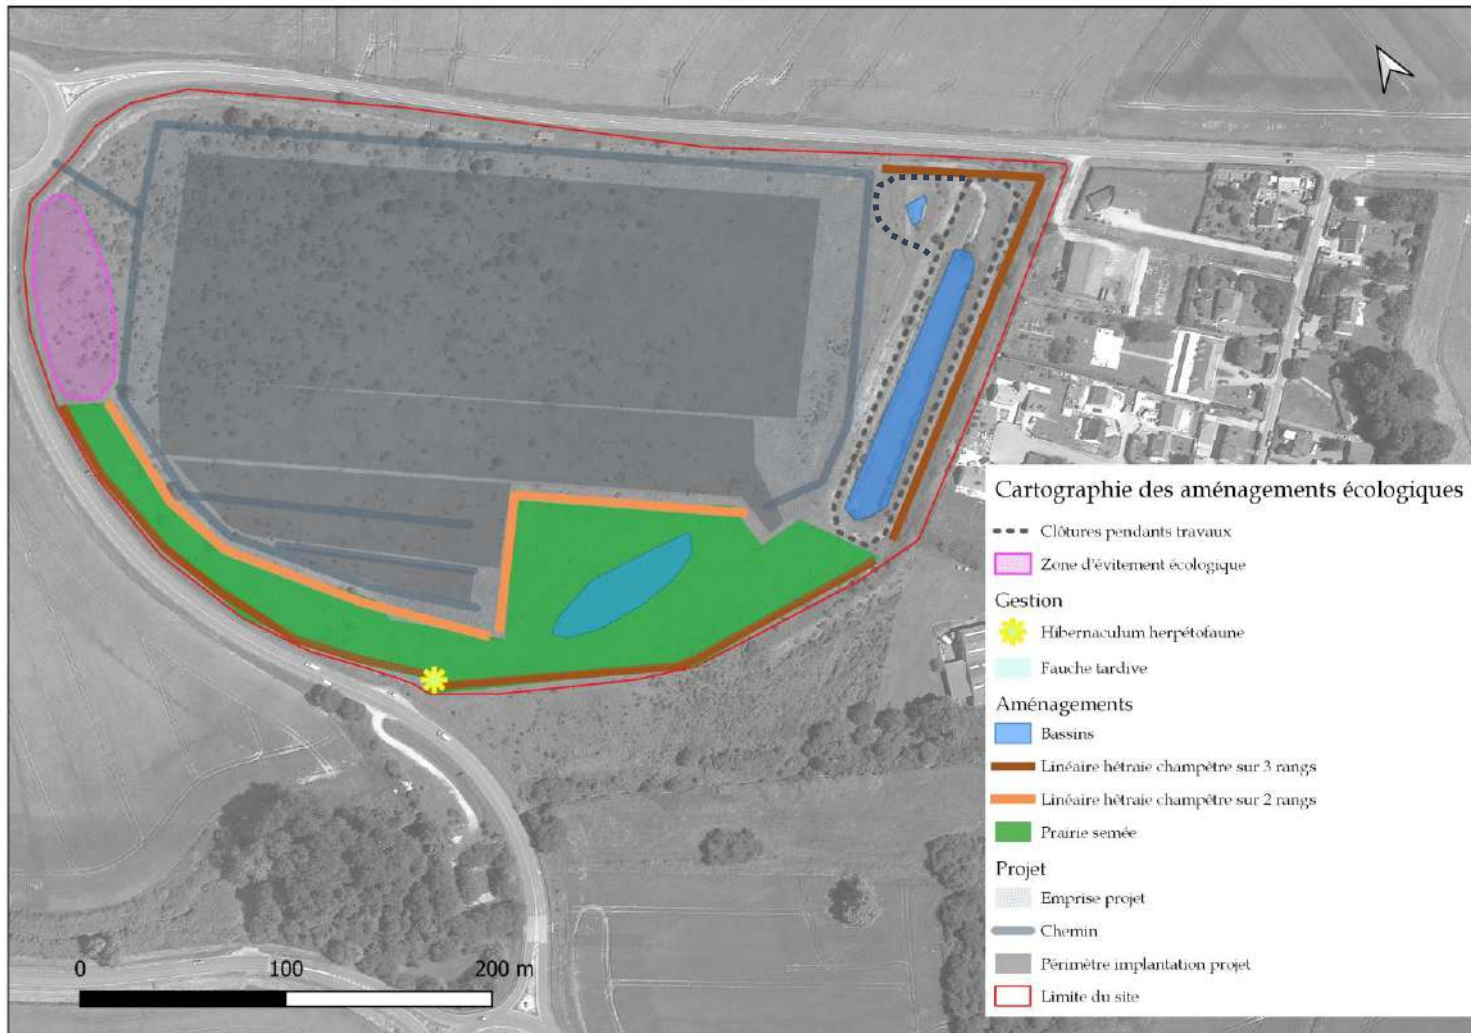 Cartographie des aménagements écologiques
Clôtures pendants travaux
Zone d'évitement écologique
Gestion
Hibernaculum herpétofaune
Fauche tardive
Aménagements
Bassins
Linéaire hêtraie champêtre sur 3 rangs
Linéaire hêtraie champêtre sur 2 rangs
Prairie semée
Projet
Emprise projet
Chemin
Périmètre implantation projet
Limite du site
0 100 200 m